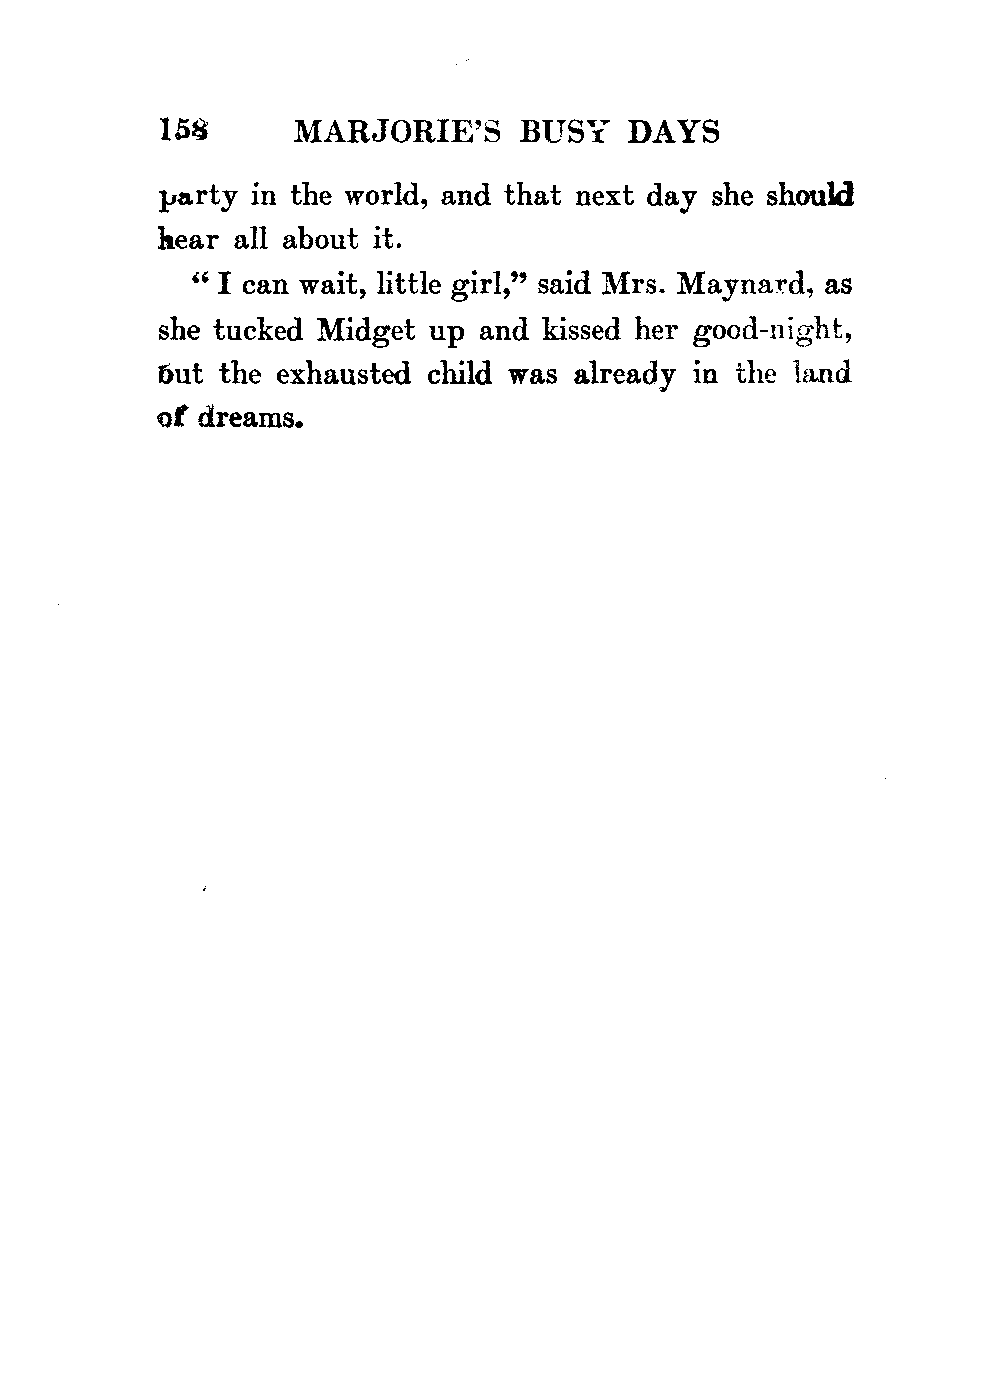 158 MARJORIE'S BUSY DAYS
party in the world, and that next day she should
hear all about it.
“ I can wait, little girl,” said Mrs. Maynard, as
she tucked Midget up and kissed her good-night,
but the exhausted child was already in the land
of dreams.